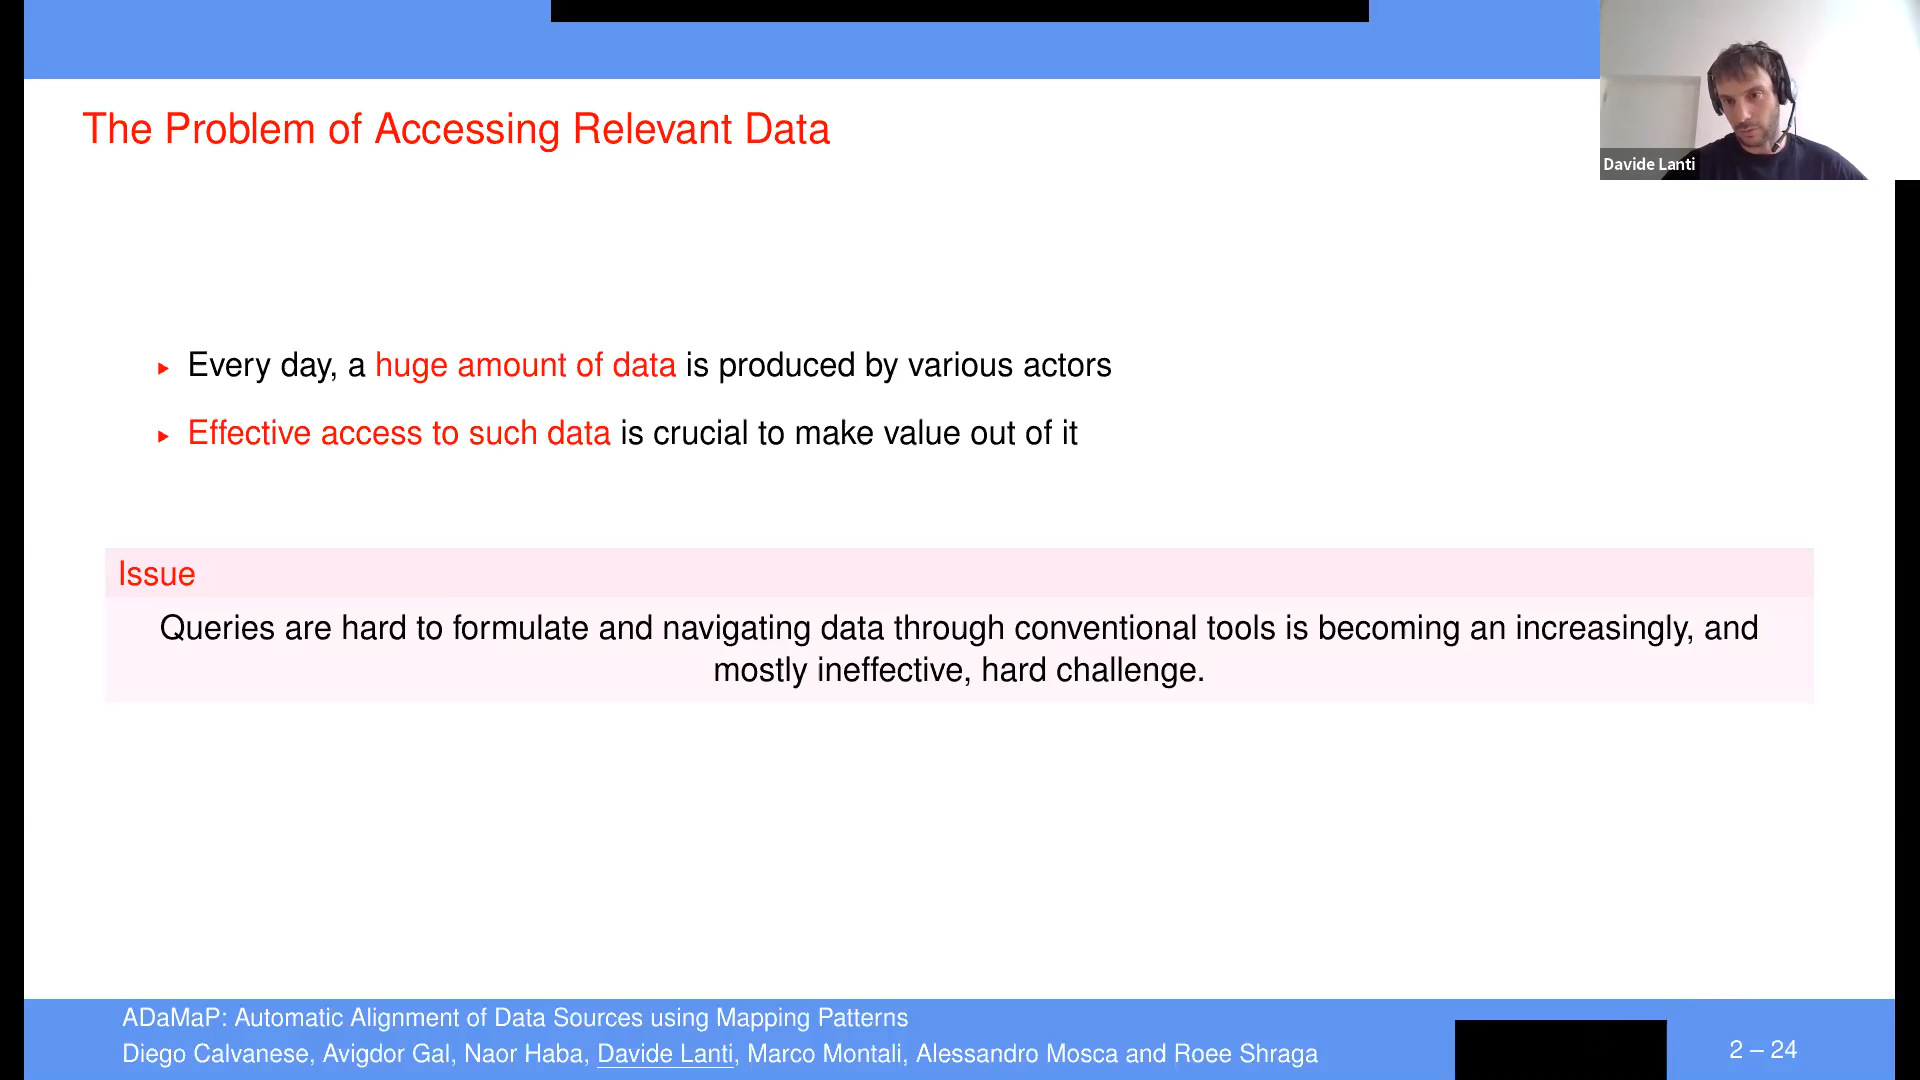 The Problem of Accessing Relevant Data
Davide Lanti
▸ Every day, a huge amount of data is produced by various actors
▸ Effective access to such data is crucial to make value out of it
Issue
Queries are hard to formulate and navigating data through conventional tools is becoming an increasingly, and
mostly ineffective, hard challenge.
ADaMaP: Automatic Alignment of Data Sources using Mapping Patterns
Diego Calvanese, Avigdor Gal, Naor Haba, Davide Lanti, Marco Montali, Alessandro Mosca and Roee Shraga
2 – 24